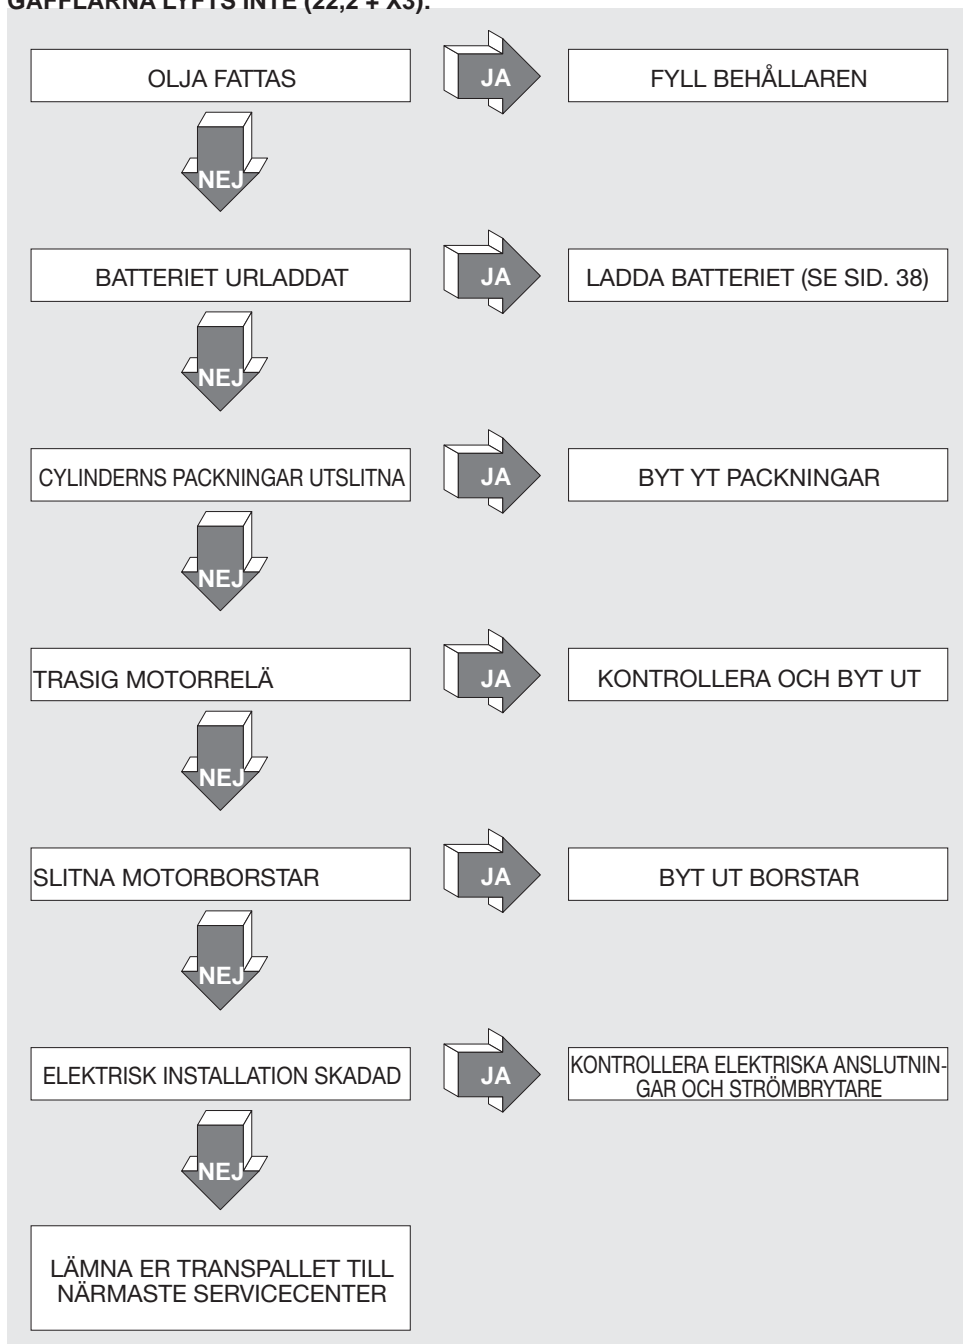 GAFFLARNA LYFTS INTE (22,2 + X3):
OLJA FATTAS
JA
FYLL BEHÅLLAREN
NEJ
BATTERIET URLADDAT
JA
LADDA BATTERIET (SE SID. 38)
NEJ
CYLINDERNS PACKNINGAR UTSLITNA
JA
BYT YT PACKNINGAR
NEJ
TRASIG MOTORRELÄ
JA
KONTROLLERA OCH BYT UT
NEJ
SLITNA MOTORBORSTAR
JA
BYT UT BORSTAR
NEJ
ELEKTRISK INSTALLATION SKADAD
JA
KONTROLLERA ELEKTRISKA ANSLUTNIN-
GAR OCH STRÖMBRYTARE
NEJ
LÄMNA ER TRANSPALLET TILL
NÄRMASTE SERVICECENTER